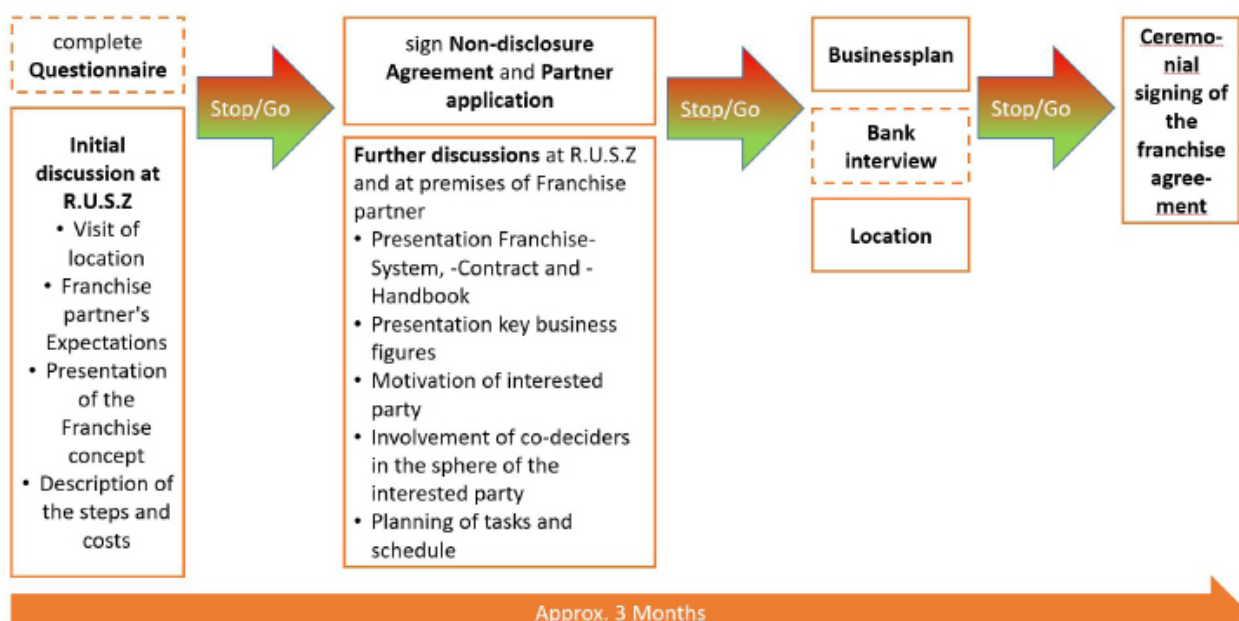 complete
Questionnaire
Initial
discussion at
R.U.S.Z
• Visit of
location
• Franchise
partner's
Expectations
• Presentation
of the
Franchise
concept
• Description of
the steps and
costs
Stop/Go
sign Non-disclosure
Agreement and Partner
application
Further discussions at R.U.S.Z
and at premises of Franchise
partner
• Presentation Franchise-
System, -Contract and -
Handbook
• Presentation key business
figures
• Motivation of interested
party
• Involvement of co-deciders
in the sphere of the
interested party
• Planning of tasks and
schedule
Stop/Go
Businessplan
Bank
interview
Location
Stop/Go
Ceremo-
nial
signing of
the
franchise
agree-
ment
Approx. 3 Months